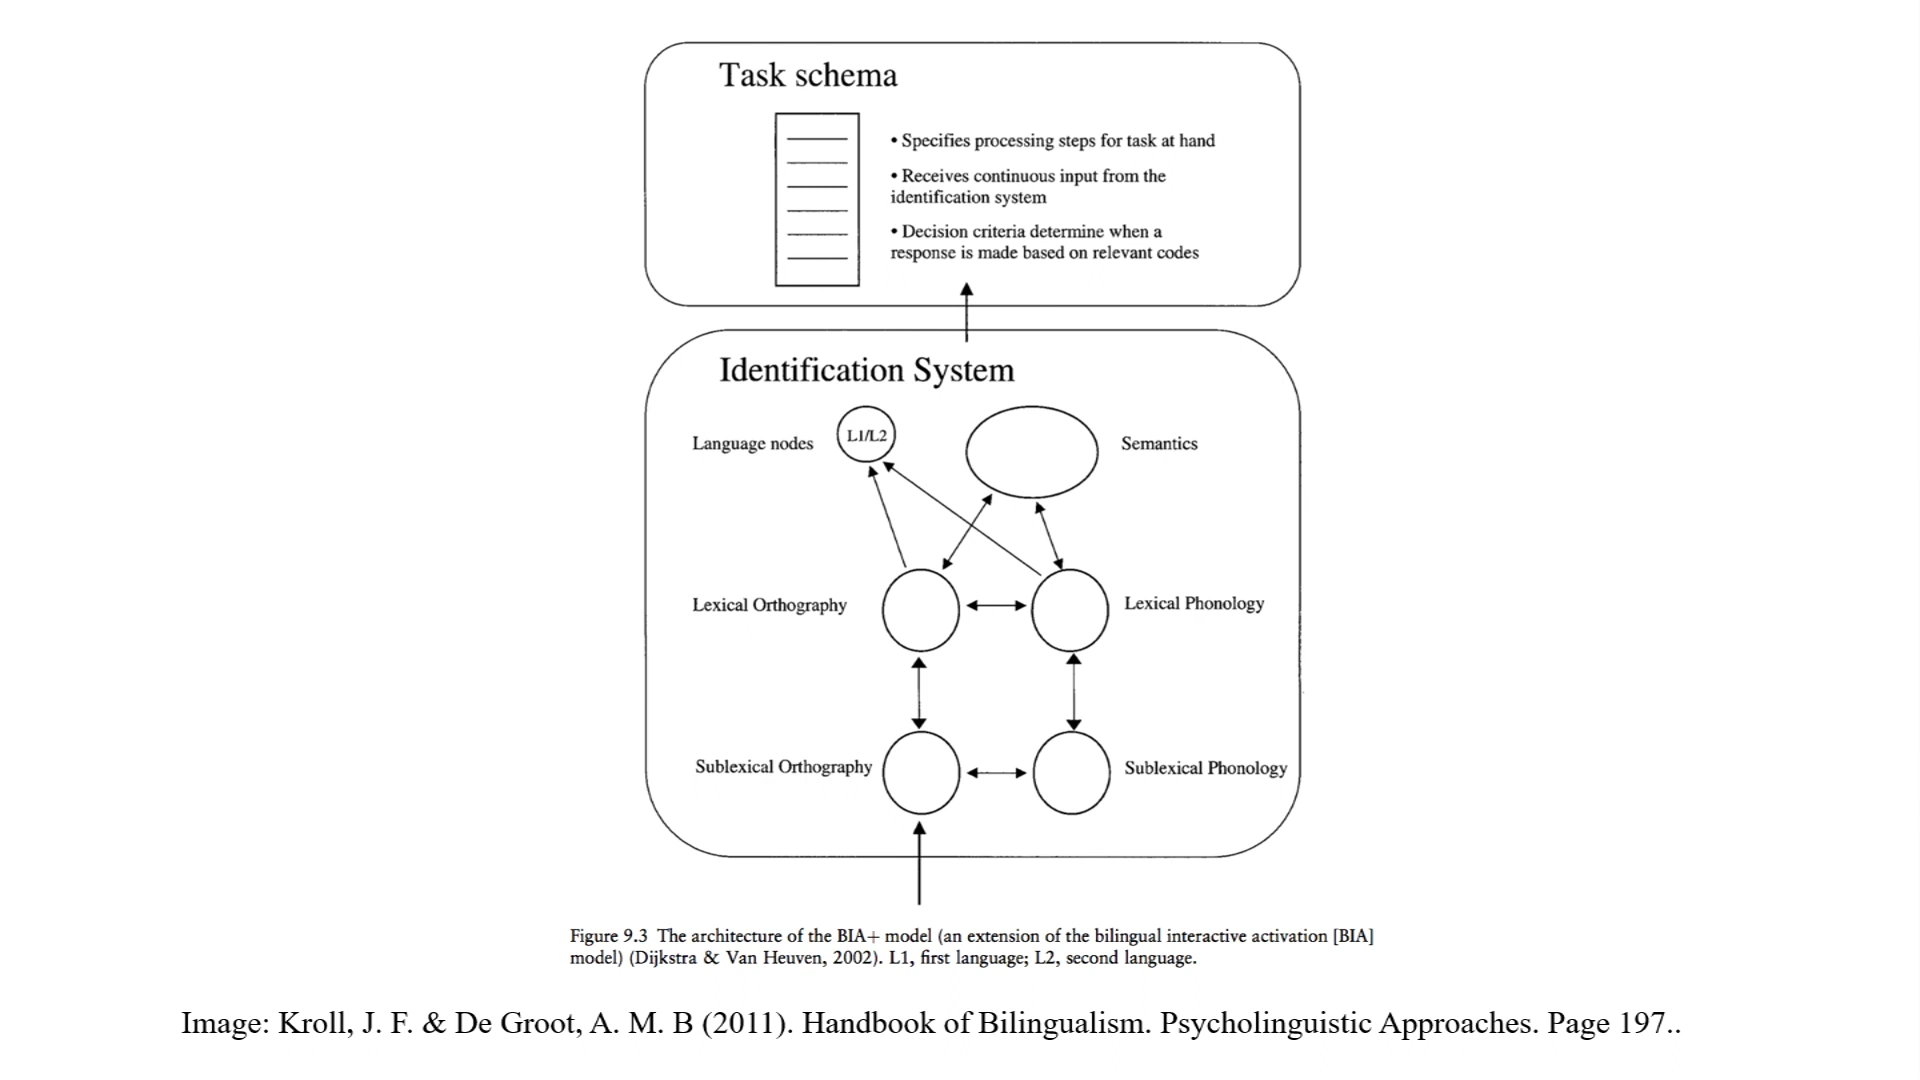 Task schema
• Specifies processing steps for task at hand
• Receives continuous input from the
identification system
• Decision criteria determine when a
response is made based on relevant codes
Identification System
Language nodes
L1/L2
Semantics
Lexical Orthography
Lexical Phonology
Sublexical Orthography
Sublexical Phonology
Figure 9.3 The architecture of the BIA+ model (an extension of the bilingual interactive activation [BIA]
model) (Dijkstra & Van Heuven, 2002). L1, first language; L2, second language.
Image: Kroll, J. F. & De Groot, A. M. B (2011). Handbook of Bilingualism. Psycholinguistic Approaches. Page 197..